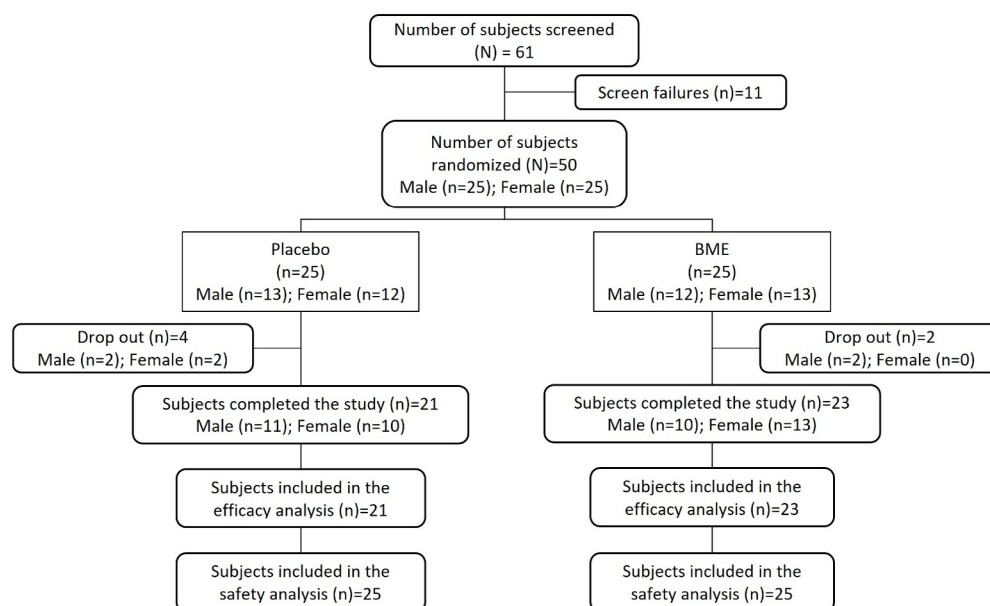 Number of subjects screened
(N) = 61
Screen failures (n)=11
Number of subjects
randomized (N)=50
Male (n=25); Female (n=25)
Placebo
(n=25)
Male (n=13); Female (n=12)
BME
(n=25)
Male (n=12); Female (n=13)
Drop out (n)=4
Male (n=2); Female (n=2)
Drop out (n)=2
Male (n=2); Female (n=0)
Subjects completed the study (n)=21
Male (n=11); Female (n=10)
Subjects completed the study (n)=23
Male (n=10); Female (n=13)
Subjects included in the
efficacy analysis (n)=21
Subjects included in the
efficacy analysis (n)=23
Subjects included in the
safety analysis (n)=25
Subjects included in the
safety analysis (n)=25